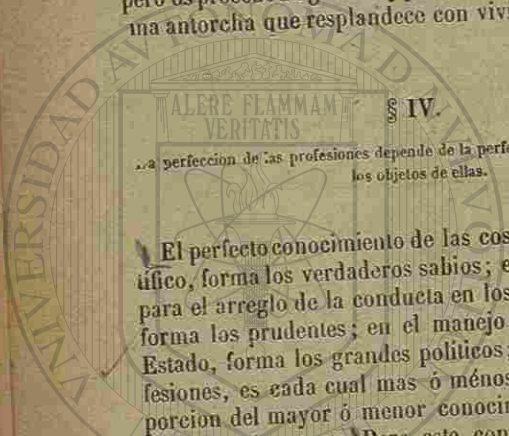 ma antorcha que resplandece con viv
ALERE FLAMMAM
VERITATIS
§ IV.
a perfeccion de las profesiones depende de la perf
los objetos de ellas.
El perfecto conocimiento de las cos
tífico, forma los verdaderos sabios; e
para el arreglo de la conducta en los
forma los prudentes; en el manejo
Estado, forma los grandes políticos;
fesiones, es cada cual mas ó ménos
porcion del mayor ó menor conocim